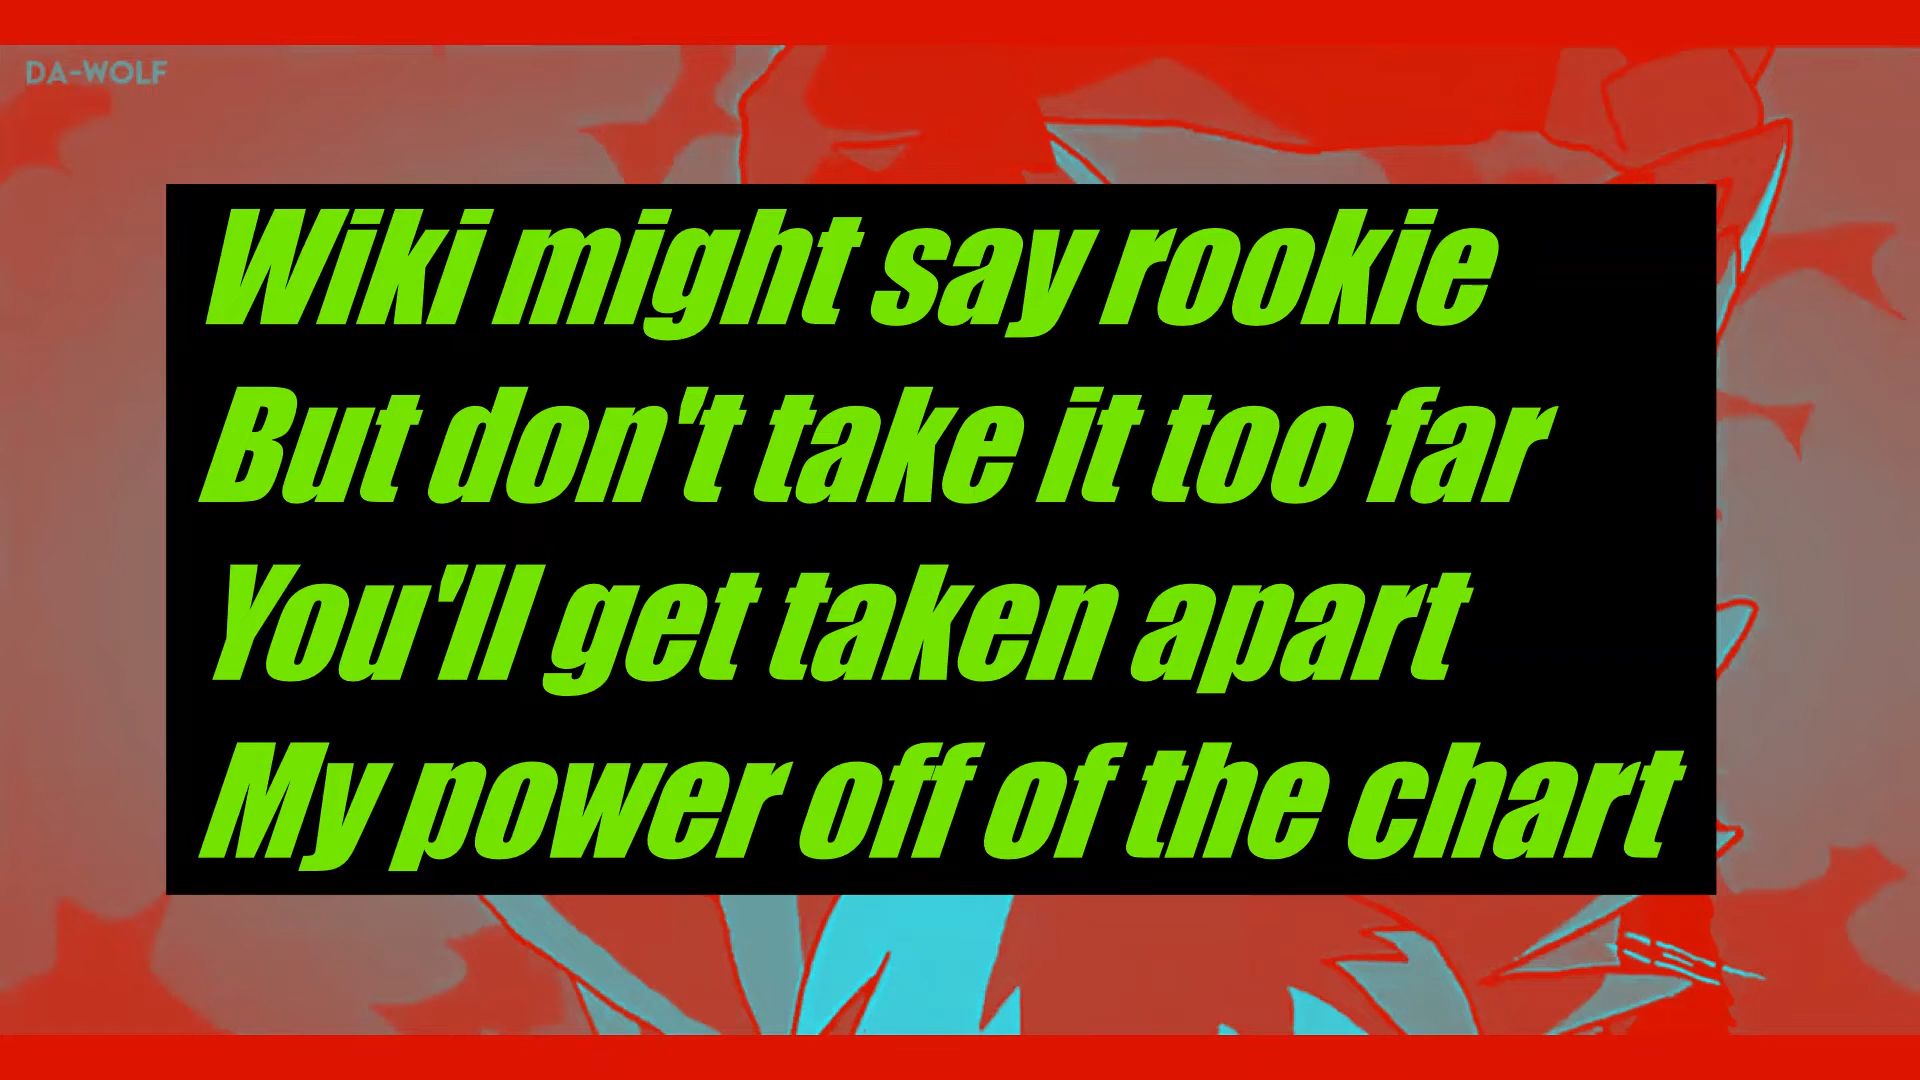 DA-WOLF
Wiki might say rookie
But don't take it too far
You'll get taken apart
My power off of the chart